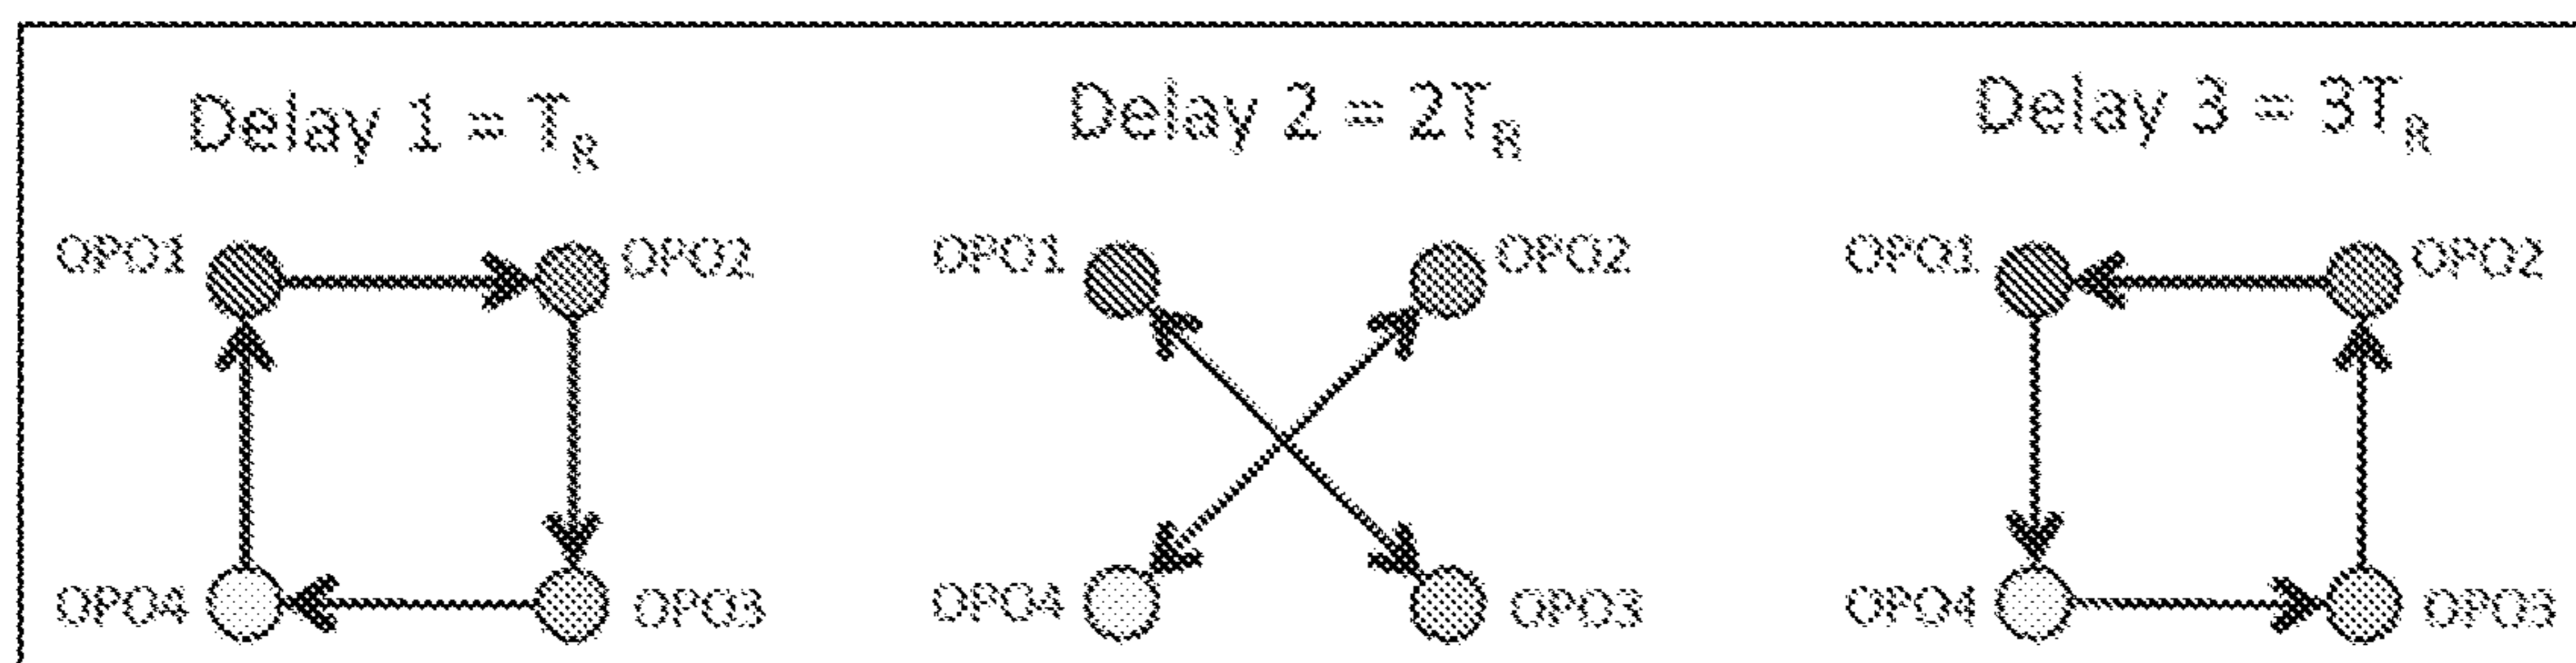 Delay 1 = T_R
Delay 2 = 2T_R
Delay 3 = 3T_R
OPO1
OPO2
OPO1
OPO2
OPO1
OPO2
OPO4
OPO3
OPO4
OPO3
OPO4
OPO3